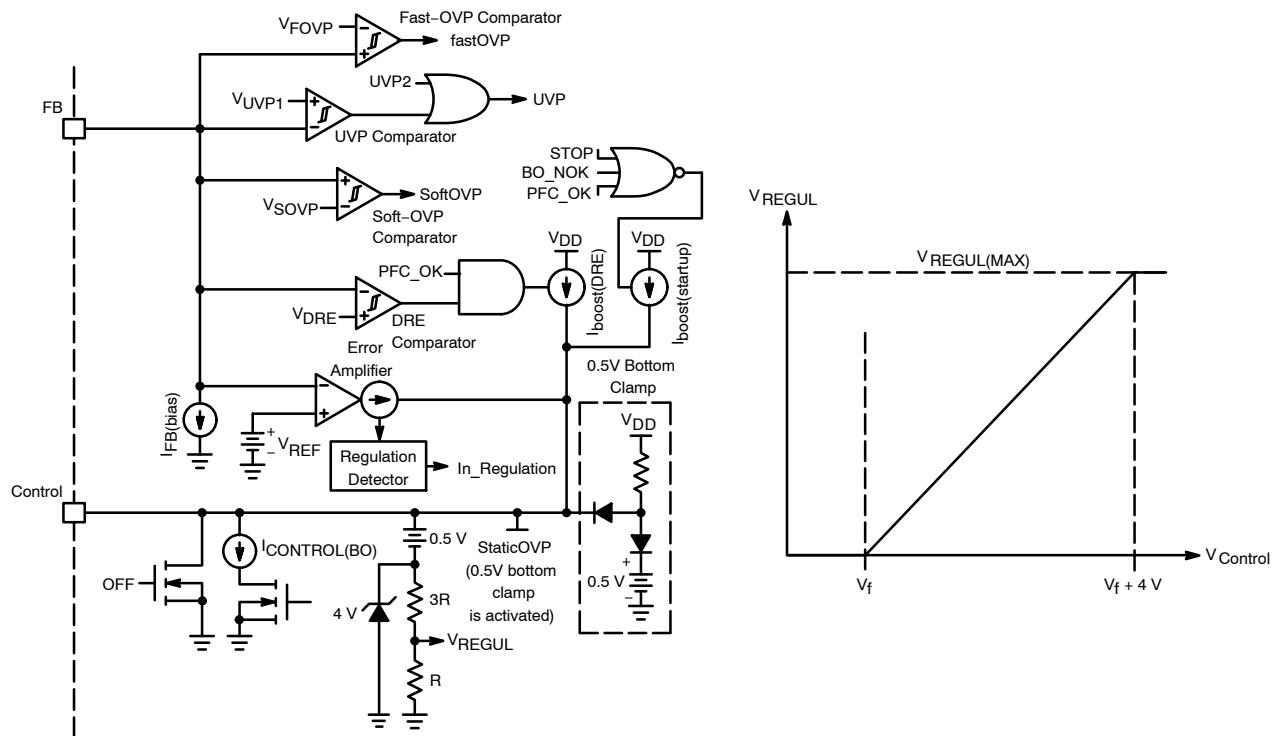 Fast–OVP Comparator
VFOVP
fastOVP
UVP2
UVP
VUVP1
FB
UVP Comparator
STOP
BO_NOK
PFC_OK
SoftOVP
VSOVP
Soft–OVP
Comparator
VDD
VDD
PFC_OK
Iboost(DRE)
Iboost(startup)
VDRE
DRE
Comparator
Error
Amplifier
0.5V Bottom
Clamp
VDD
IFB(bias)
+
–
VREF
Regulation
Detector
In_Regulation
Control
ICONTROL(BO)
0.5 V
StaticOVP
(0.5V bottom
clamp
is activated)
+
0.5 V
–
OFF
4 V
3R
VREGUL
R
VREGUL
VREGUL(MAX)
VControl
Vf
Vf + 4 V